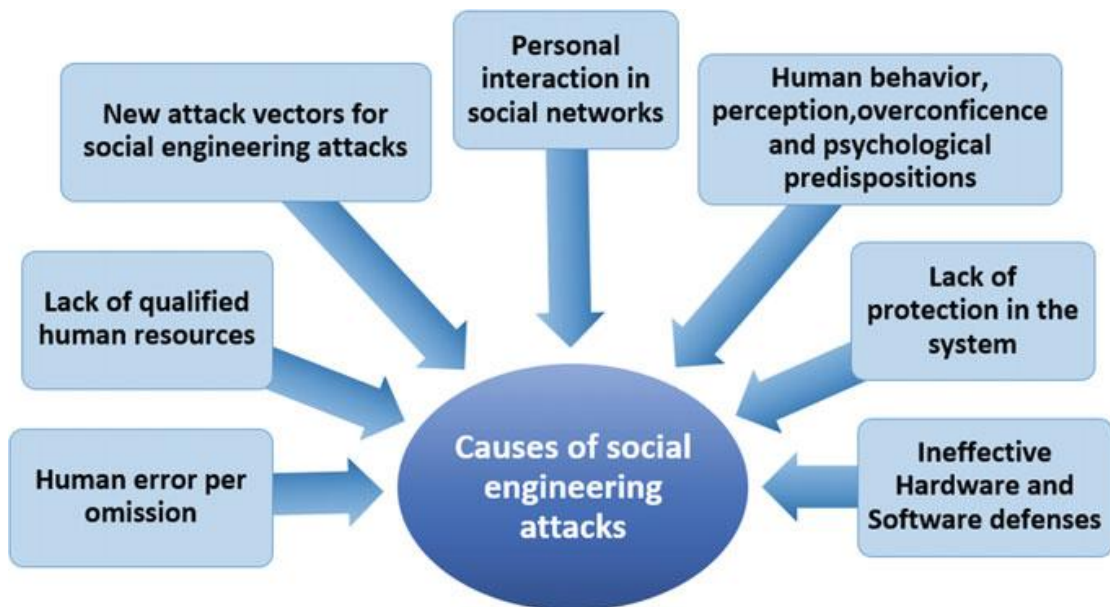 New attack vectors for
social engineering attacks
Personal
interaction in
social networks
Human behavior,
perception,overconficence
and psychological
predispositions
Lack of qualified
human resources
Lack of
protection in the
system
Human error per
omission
Causes of social
engineering
attacks
Ineffective
Hardware and
Software defenses